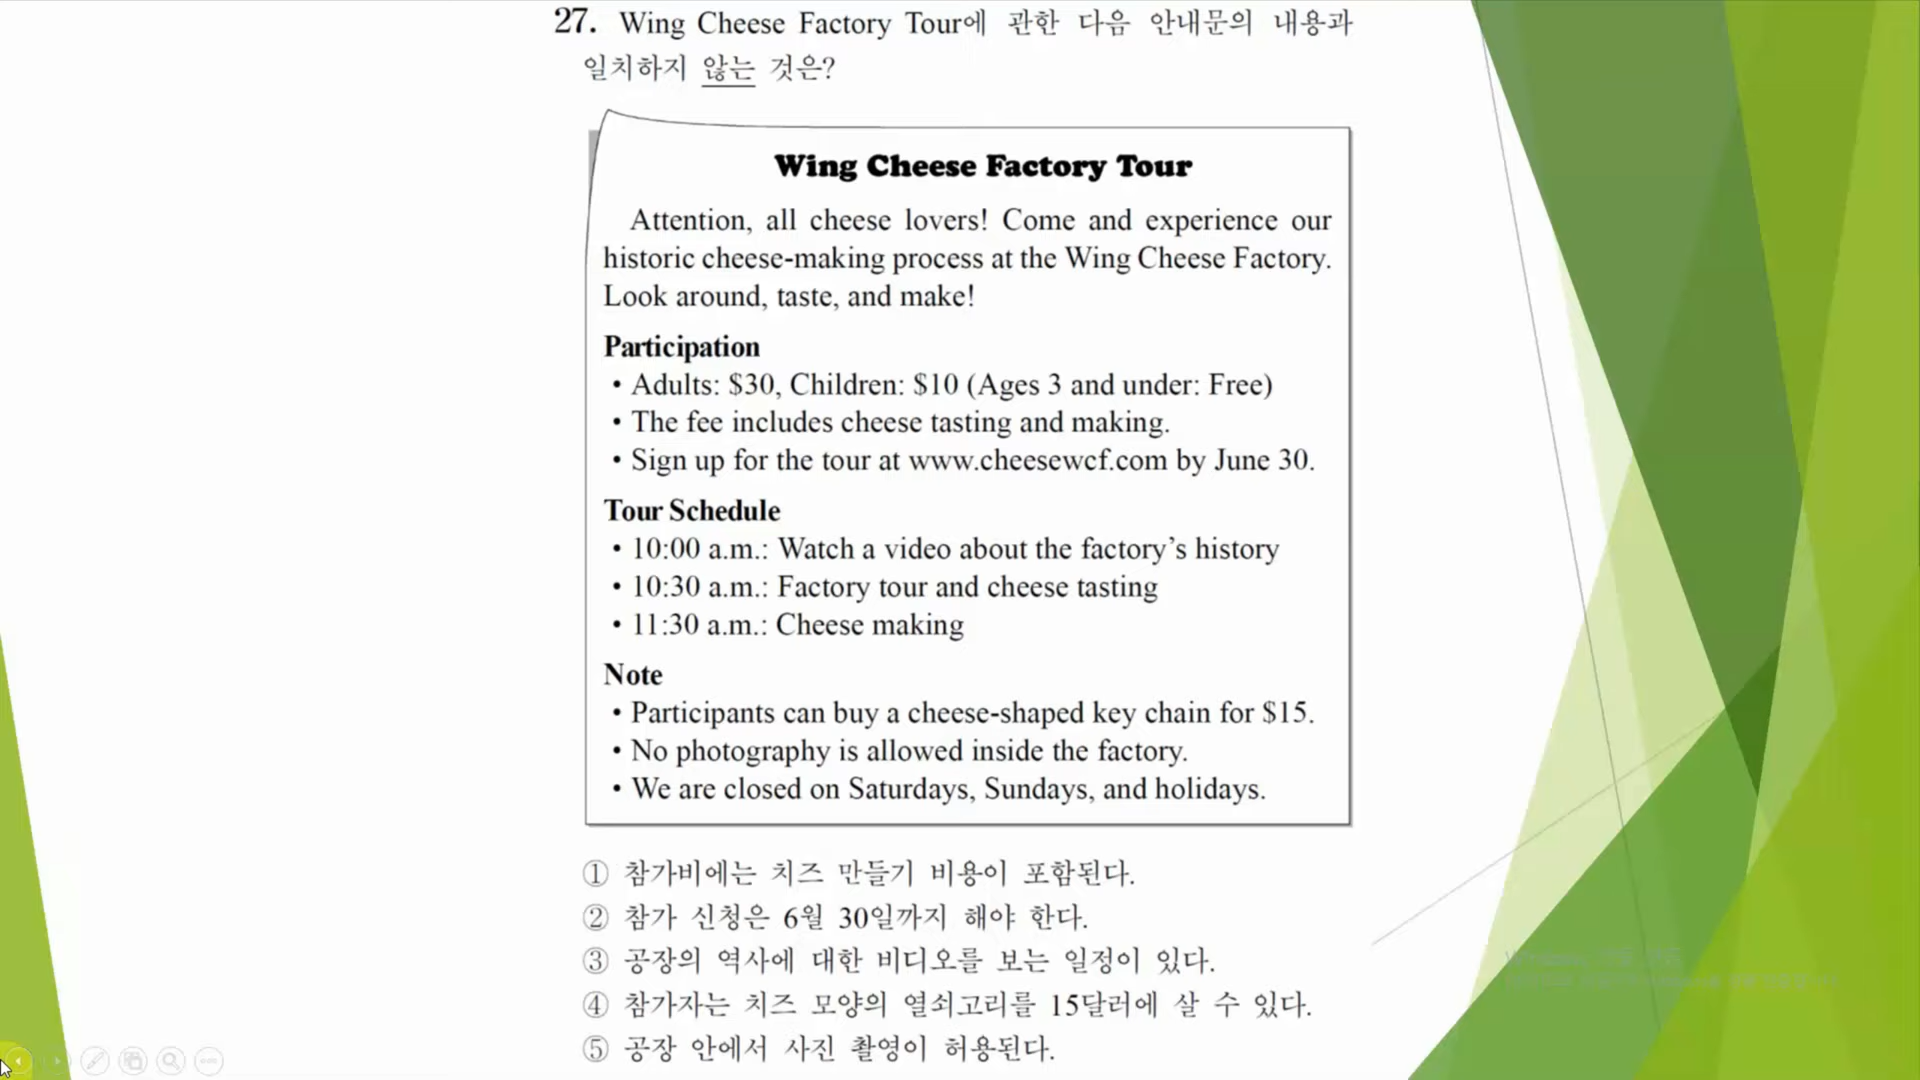 27. Wing Cheese Factory Tour에 관한 다음 안내문의 내용과
일치하지 않는 것은?
Wing Cheese Factory Tour
Attention, all cheese lovers! Come and experience our
historic cheese-making process at the Wing Cheese Factory.
Look around, taste, and make!
Participation
• Adults: $30, Children: $10 (Ages 3 and under: Free)
• The fee includes cheese tasting and making.
• Sign up for the tour at www.cheesewcf.com by June 30.
Tour Schedule
• 10:00 a.m.: Watch a video about the factory’s history
• 10:30 a.m.: Factory tour and cheese tasting
• 11:30 a.m.: Cheese making
Note
• Participants can buy a cheese-shaped key chain for $15.
• No photography is allowed inside the factory.
• We are closed on Saturdays, Sundays, and holidays.
① 참가비에는 치즈 만들기 비용이 포함된다.
② 참가 신청은 6월 30일까지 해야 한다.
③ 공장의 역사에 대한 비디오를 보는 일정이 있다.
④ 참가자는 치즈 모양의 열쇠고리를 15달러에 살 수 있다.
⑤ 공장 안에서 사진 촬영이 허용된다.